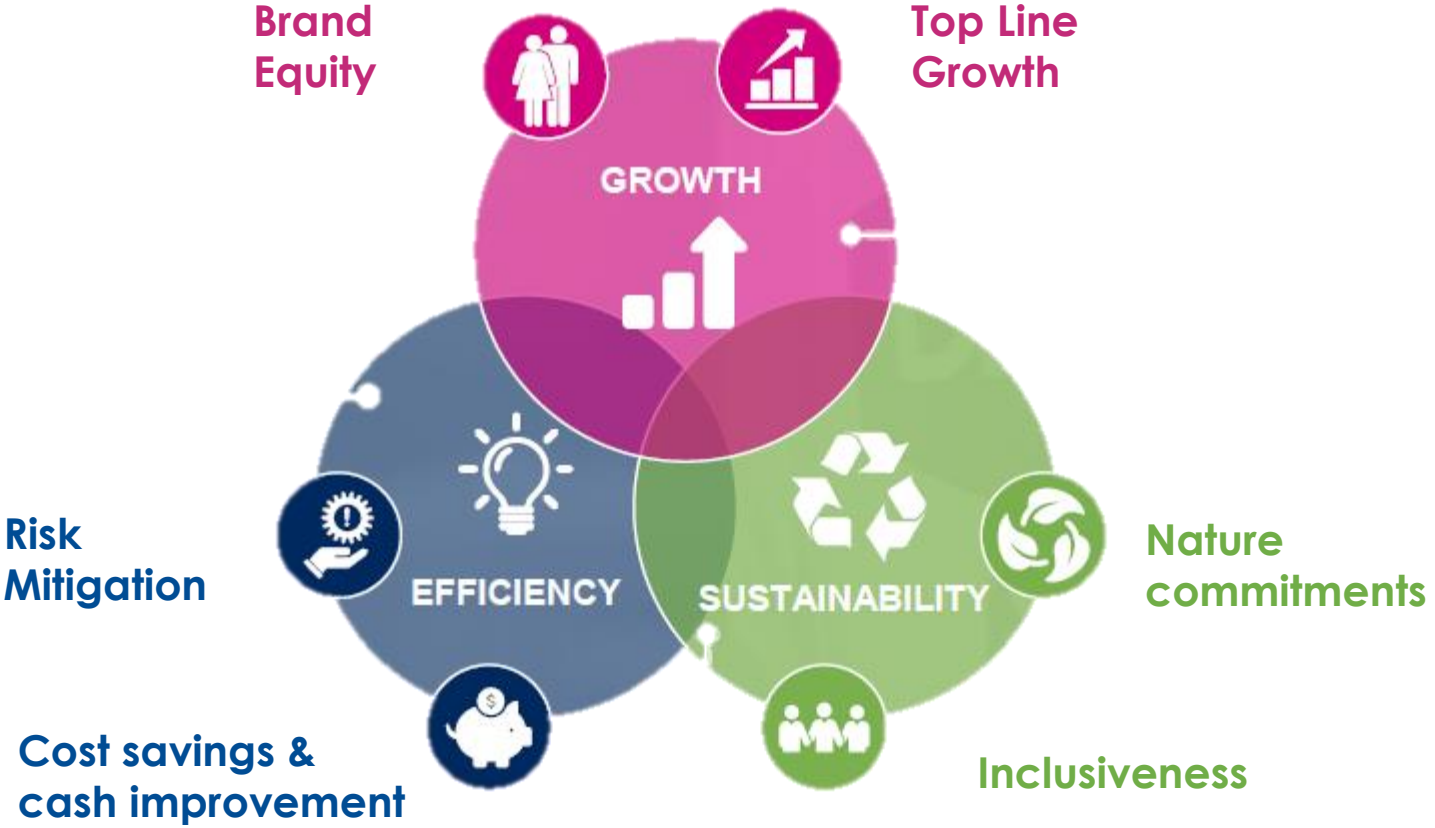 Brand
Equity
Top Line
Growth
GROWTH
EFFICIENCY
SUSTAINABILITY
Risk
Mitigation
Nature
commitments
Cost savings &
cash improvement
$
Inclusiveness